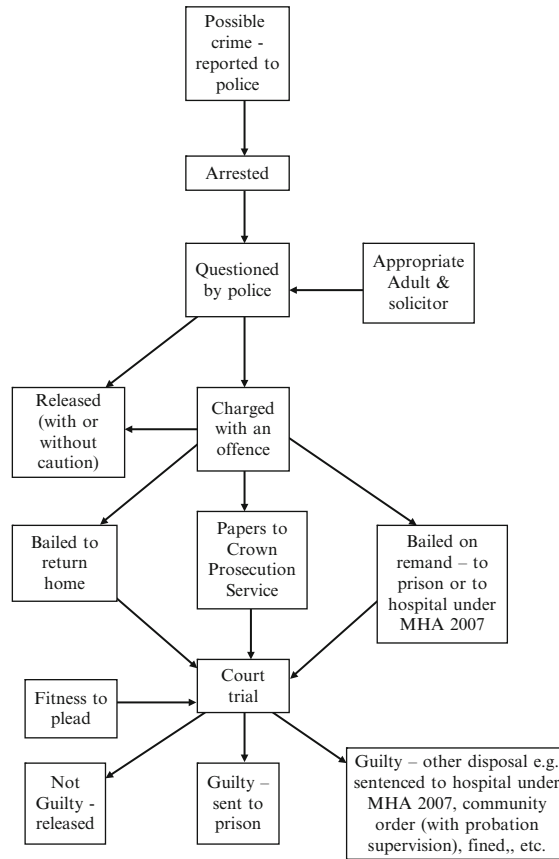 Possible
crime -
reported to
police
Arrested
Questioned
by police
Appropriate
Adult &
solicitor
Released
(with or
without
caution)
Charged
with an
offence
Bailed to
return
home
Papers to
Crown
Prosecution
Service
Bailed on
remand – to
prison or to
hospital under
MHA 2007
Court
trial
Fitness to
plead
Not
Guilty -
released
Guilty –
sent to
prison
Guilty – other disposal e.g.
sentenced to hospital under
MHA 2007, community
order (with probation
supervision), fined,, etc.